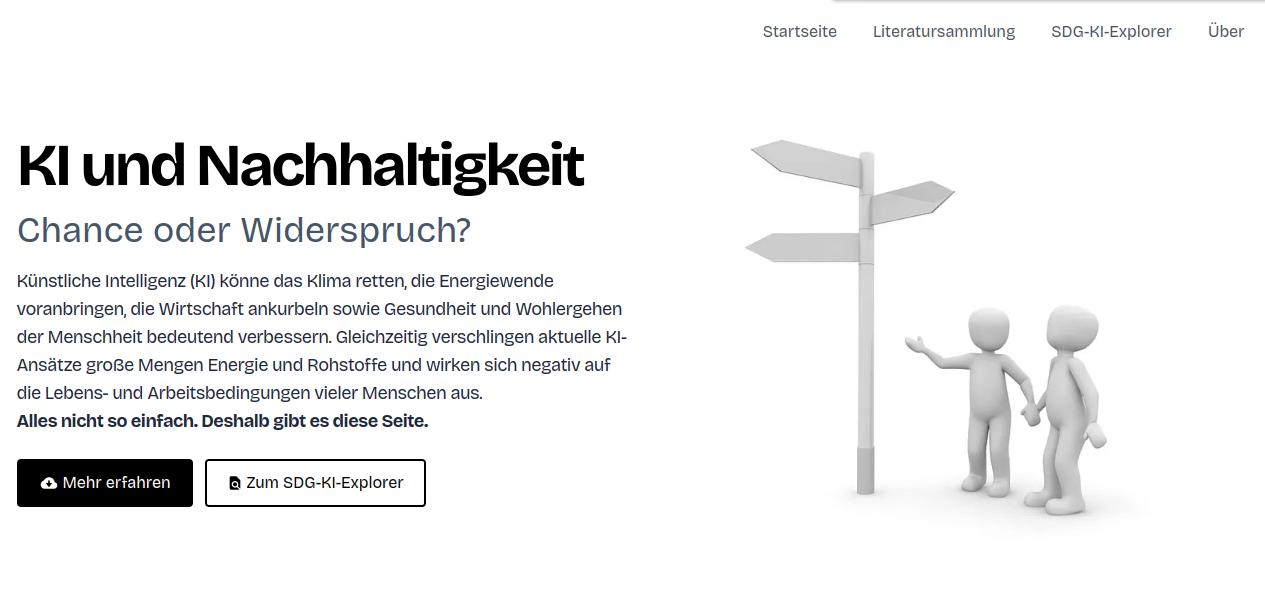 Startseite Literatursammlung SDG-KI-Explorer Über
KI und Nachhaltigkeit
Chance oder Widerspruch?
Künstliche Intelligenz (KI) könne das Klima retten, die Energiewende
voranbringen, die Wirtschaft ankurbeln sowie Gesundheit und Wohlergehen
der Menschheit bedeutend verbessern. Gleichzeitig verschlingen aktuelle KI-
Ansätze große Mengen Energie und Rohstoffe und wirken sich negativ auf
die Lebens- und Arbeitsbedingungen vieler Menschen aus.
Alles nicht so einfach. Deshalb gibt es diese Seite.
Mehr erfahren Zum SDG-KI-Explorer